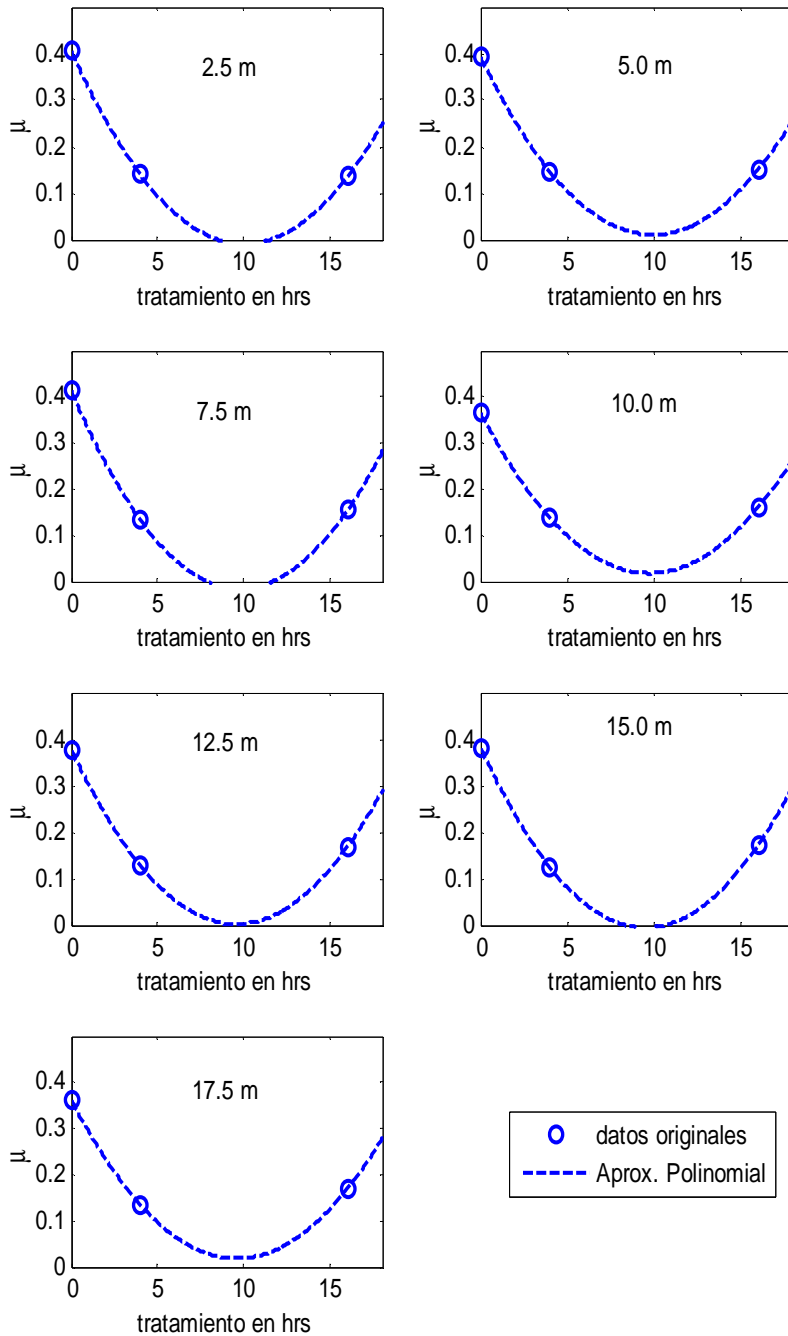 2.5 m
0.4
0.3
0.2
0.1
0
μ
0 5 10 15
tratamiento en hrs
5.0 m
0.4
0.3
0.2
0.1
0
μ
0 5 10 15
tratamiento en hrs
7.5 m
0.4
0.3
0.2
0.1
0
μ
0 5 10 15
tratamiento en hrs
10.0 m
0.4
0.3
0.2
0.1
0
μ
0 5 10 15
tratamiento en hrs
12.5 m
0.4
0.3
0.2
0.1
0
μ
0 5 10 15
tratamiento en hrs
15.0 m
0.4
0.3
0.2
0.1
0
μ
0 5 10 15
tratamiento en hrs
17.5 m
0.4
0.3
0.2
0.1
0
μ
0 5 10 15
tratamiento en hrs
datos originales
Aprox. Polinomial